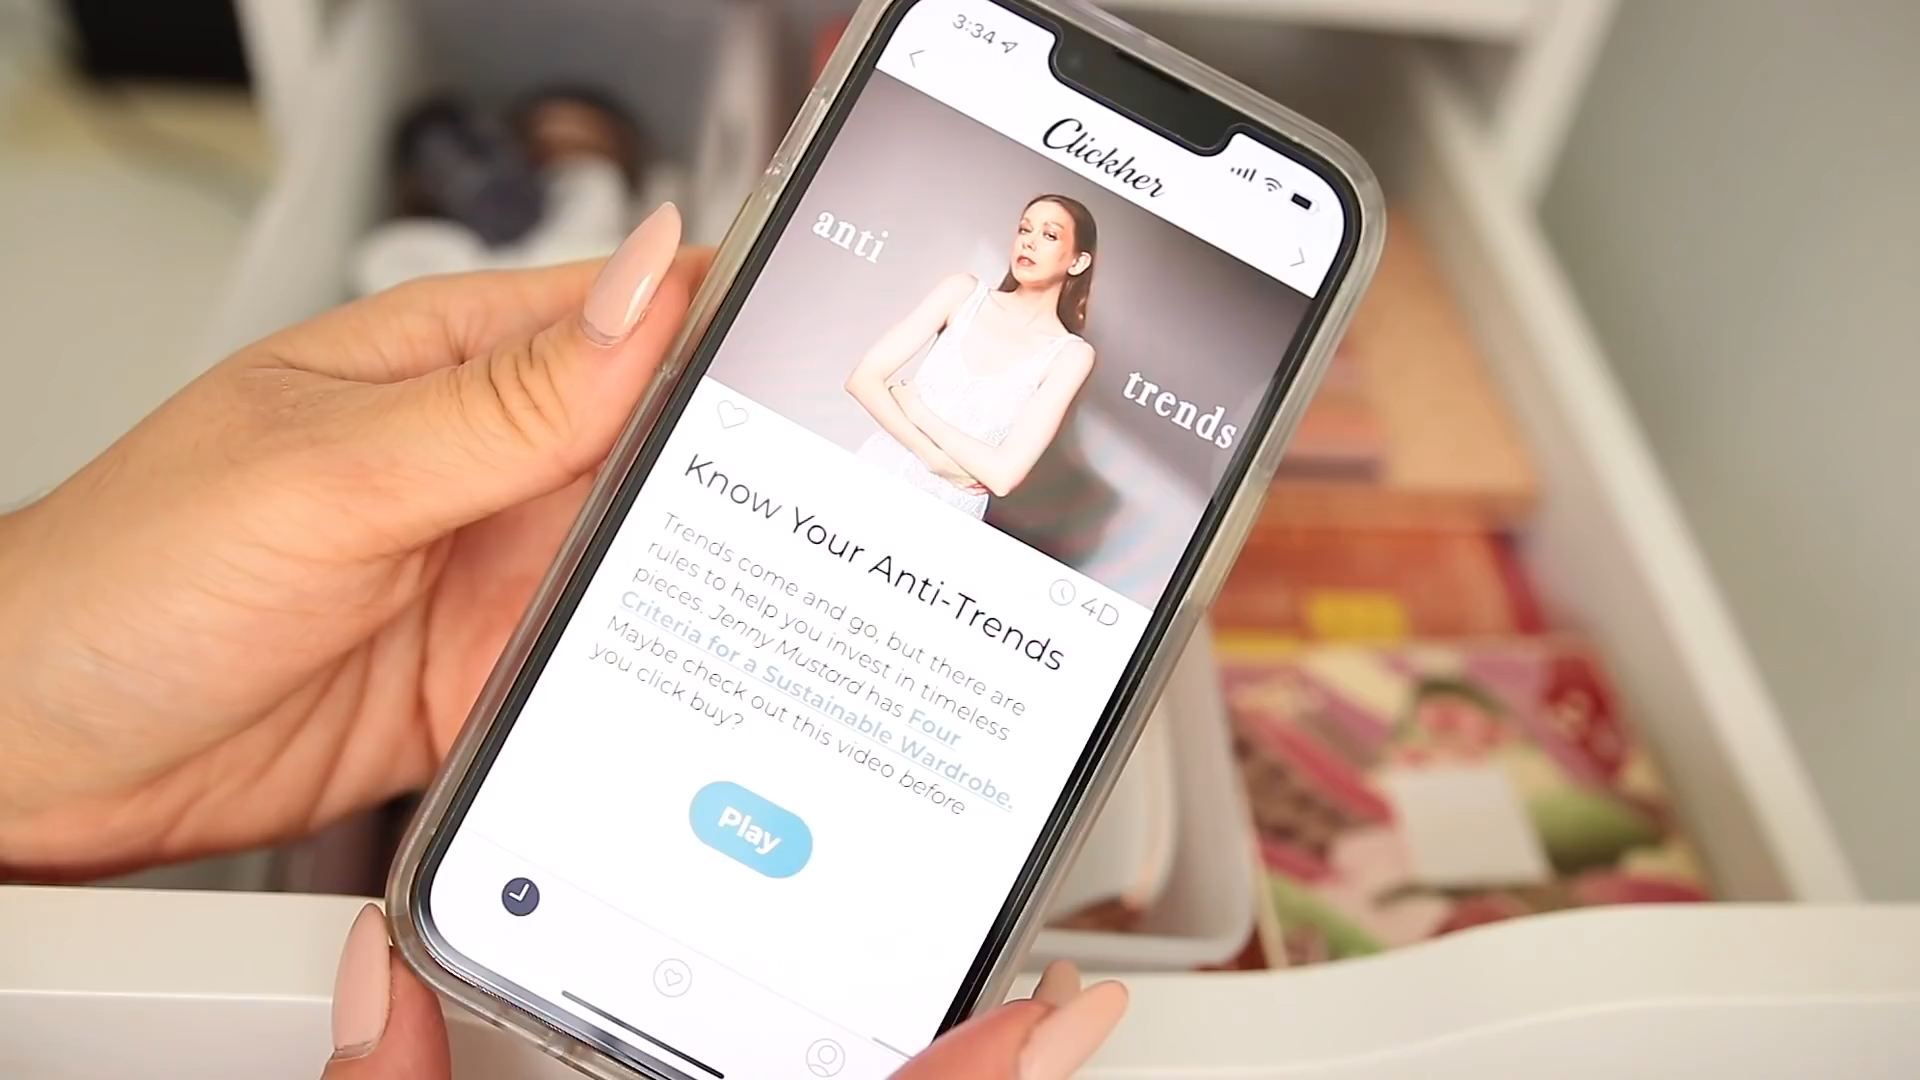 3:34
Clickher
anti
trends
4D
Know Your Anti-Trends
Trends come and go, but there are
rules to help you invest in timeless
pieces. Jenny Mustard has Four
Criteria for a Sustainable Wardrobe.
Maybe check out this video before
you click buy?
Play